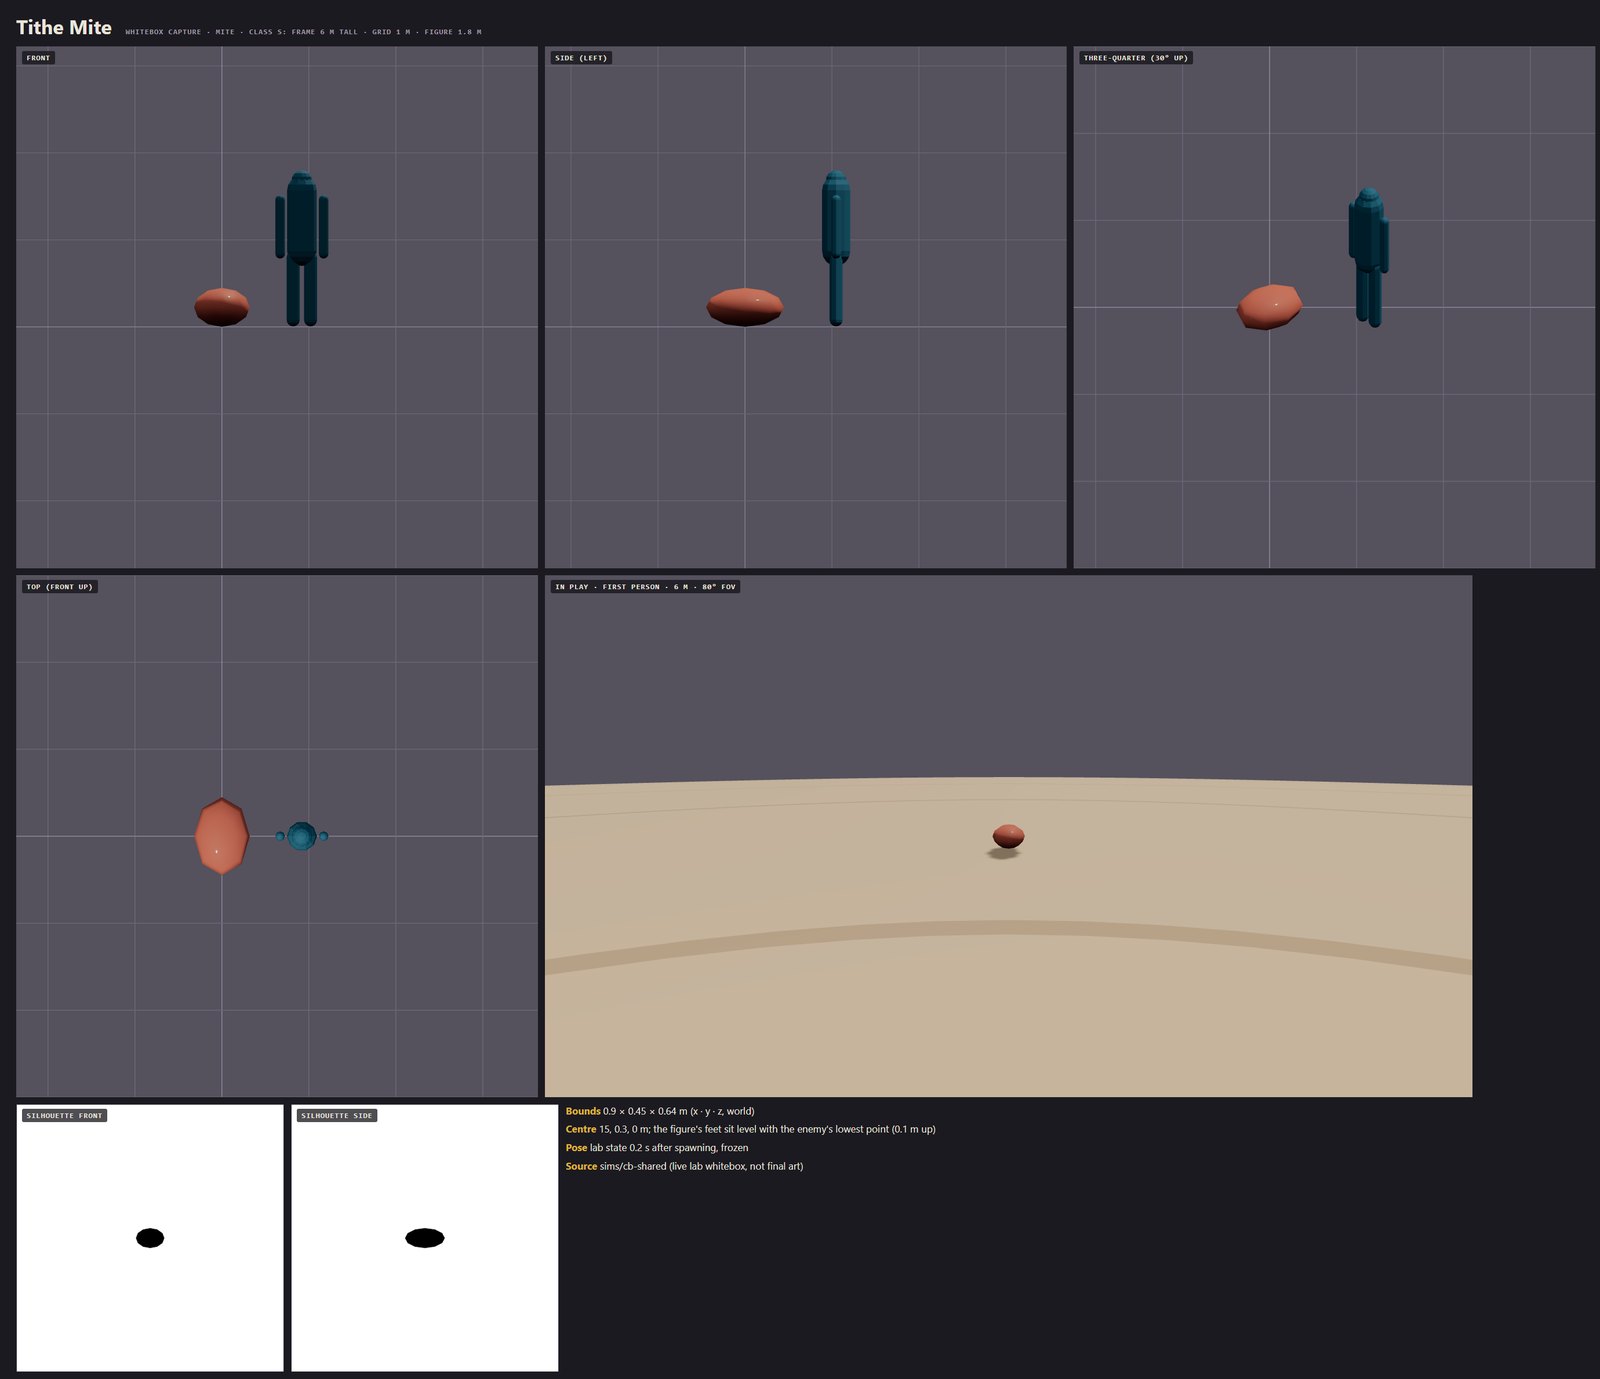 Tithe Mite WHITEBOX CAPTURE · MITE · CLASS S: FRAME 6 M TALL · GRID 1 M · FIGURE 1.8 M
FRONT
SIDE (LEFT)
THREE-QUARTER (30° UP)
TOP (FRONT UP)
IN PLAY · FIRST PERSON · 6 M · 80° FOV
SILHOUETTE FRONT
SILHOUETTE SIDE
Bounds 0.9 × 0.45 × 0.64 m (x · y · z, world)
Centre 15, 0.3, 0 m; the figure's feet sit level with the enemy's lowest point (0.1 m up)
Pose lab state 0.2 s after spawning, frozen
Source sims/cb-shared (live lab whitebox, not final art)